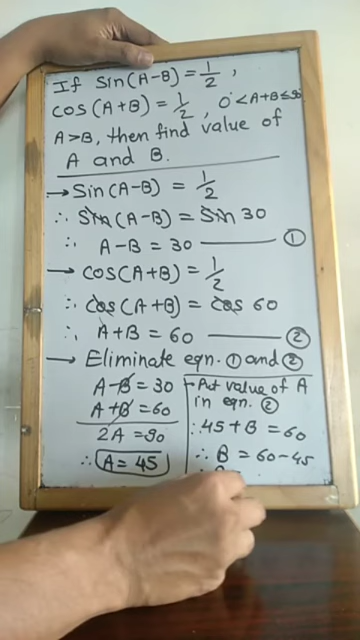 If Sin(A-B) = 1/2 ,
cos(A+B) = 1/2 , 0°<A+B≤90
A>B, then find value of
A and B.
→ Sin(A-B) = 1/2
∴ Sin(A-B) = Sin 30
∴ A-B = 30 ——— ①
→ cos(A+B) = 1/2
∴ cos(A+B) = cos 60
∴ A+B = 60 ——— ②
→ Eliminate eqn. ① and ②
A-B = 30
A+B = 60
2A = 90
∴ A = 45
→ Put value of A
in eqn. ②
∴ 45+B = 60
∴ B = 60-45